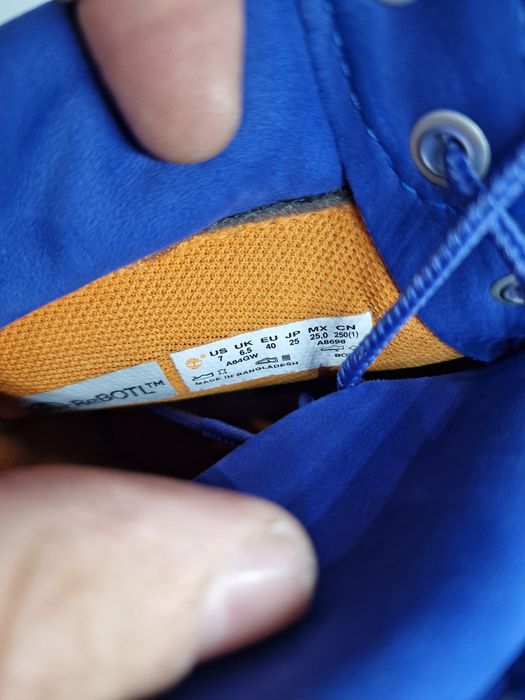 US UK EU JP MX CN
7 6.5 40 25 25.0 250(1)
A64GW A8698
MADE IN BANGLADESH
ReBOTL™